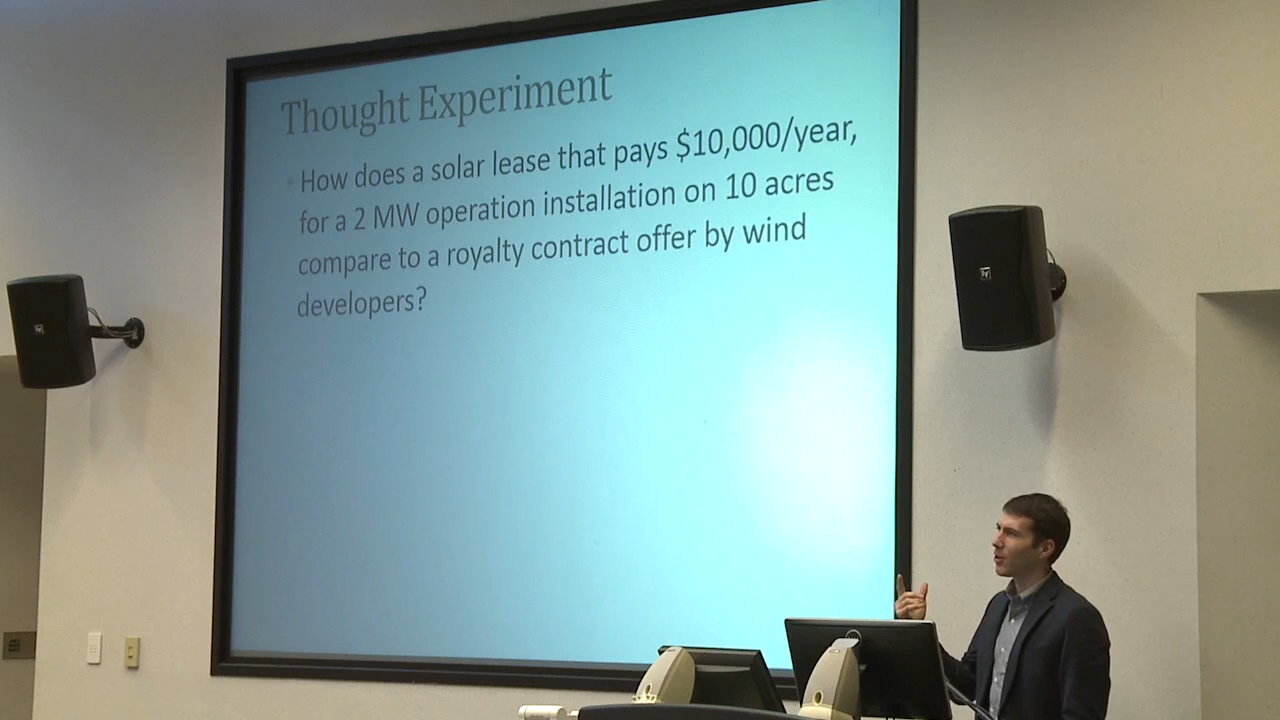 Thought Experiment
How does a solar lease that pays $10,000/year,
for a 2 MW operation installation on 10 acres
compare to a royalty contract offer by wind
developers?